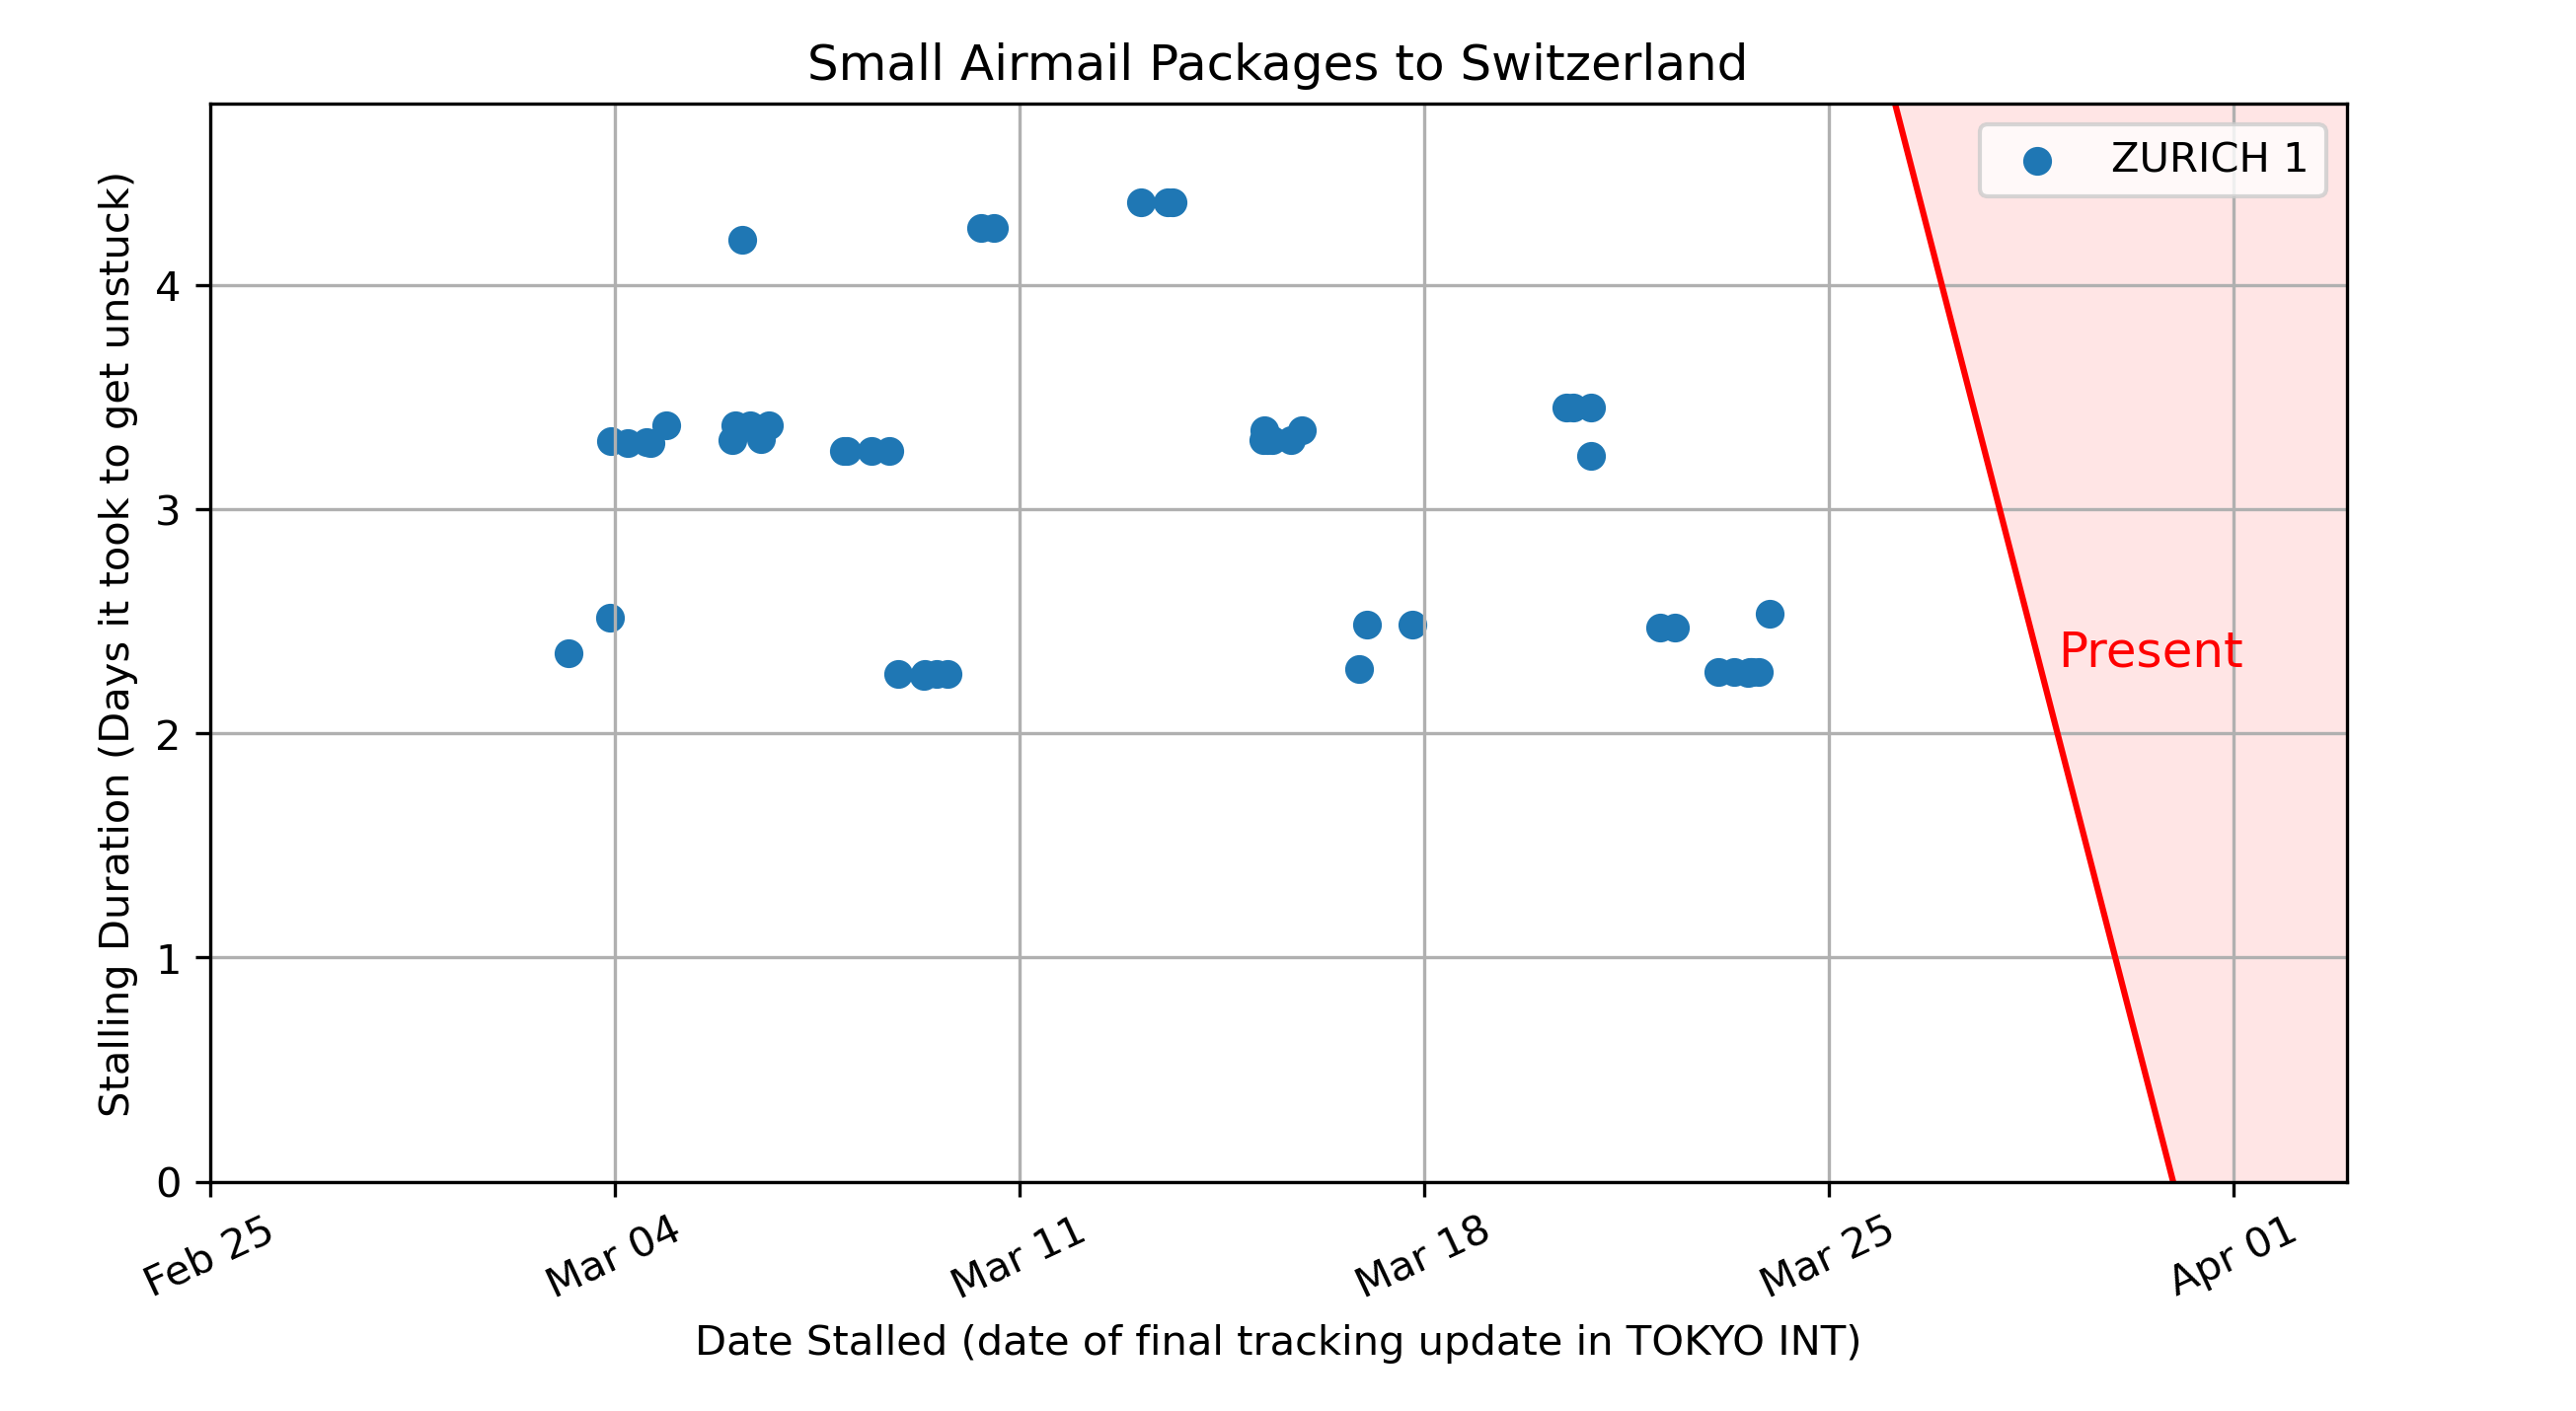 Small Airmail Packages to Switzerland
ZURICH 1
Stalling Duration (Days it took to get unstuck)
4
3
2
1
0
Present
Feb 25
Mar 04
Mar 11
Mar 18
Mar 25
Apr 01
Date Stalled (date of final tracking update in TOKYO INT)